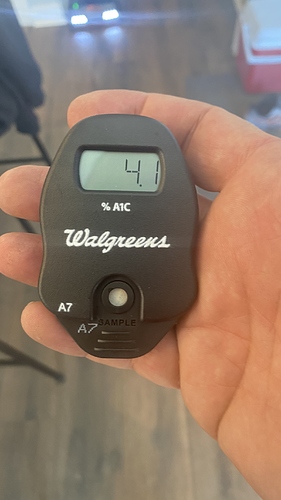 4.1
% A1C
Walgreens
A7
A7 SAMPLE